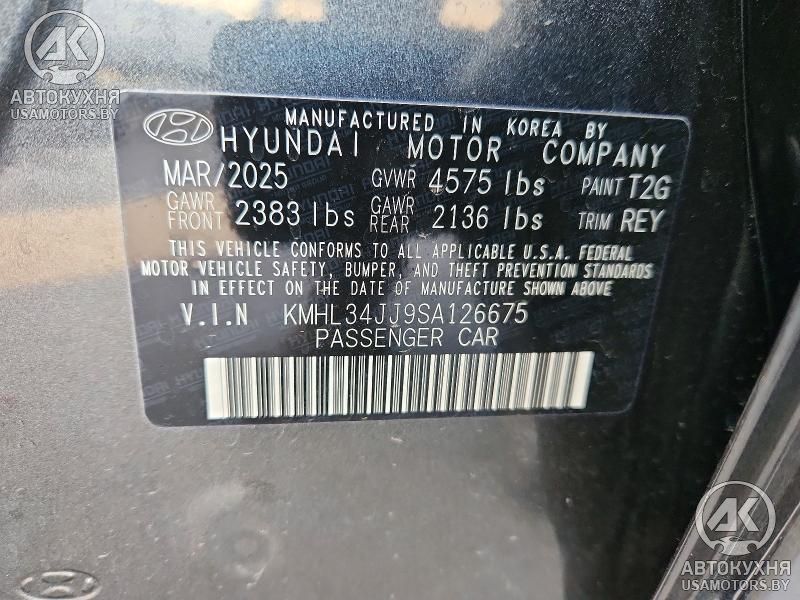 AK
АВТОКУХНЯ
USAMOTORS.BY
MANUFACTURED IN KOREA BY
HYUNDAI MOTOR COMPANY
MAR/2025 GVWR 4575 lbs PAINT T2G
GAWR FRONT 2383 lbs GAWR REAR 2136 lbs TRIM REY
THIS VEHICLE CONFORMS TO ALL APPLICABLE U.S.A. FEDERAL
MOTOR VEHICLE SAFETY, BUMPER, AND THEFT PREVENTION STANDARDS
IN EFFECT ON THE DATE OF MANUFACTURE SHOWN ABOVE
V.I.N KMHL34JJ9SA126675
PASSENGER CAR
AK
АВТОКУХНЯ
USAMOTORS.BY